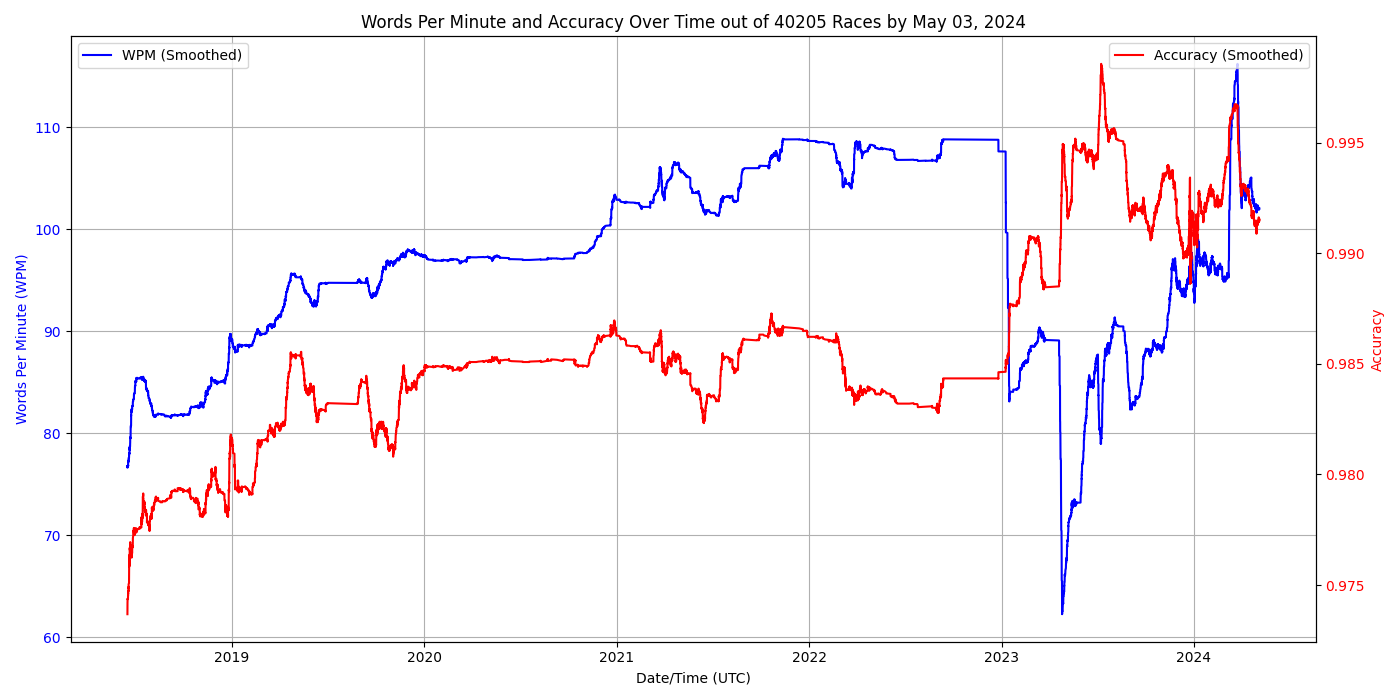 Words Per Minute and Accuracy Over Time out of 40205 Races by May 03, 2024
WPM (Smoothed)
Accuracy (Smoothed)
Words Per Minute (WPM)
110
100
90
80
70
60
0.995
0.990
0.985
0.980
0.975
Accuracy
2019
2020
2021
2022
2023
2024
Date/Time (UTC)